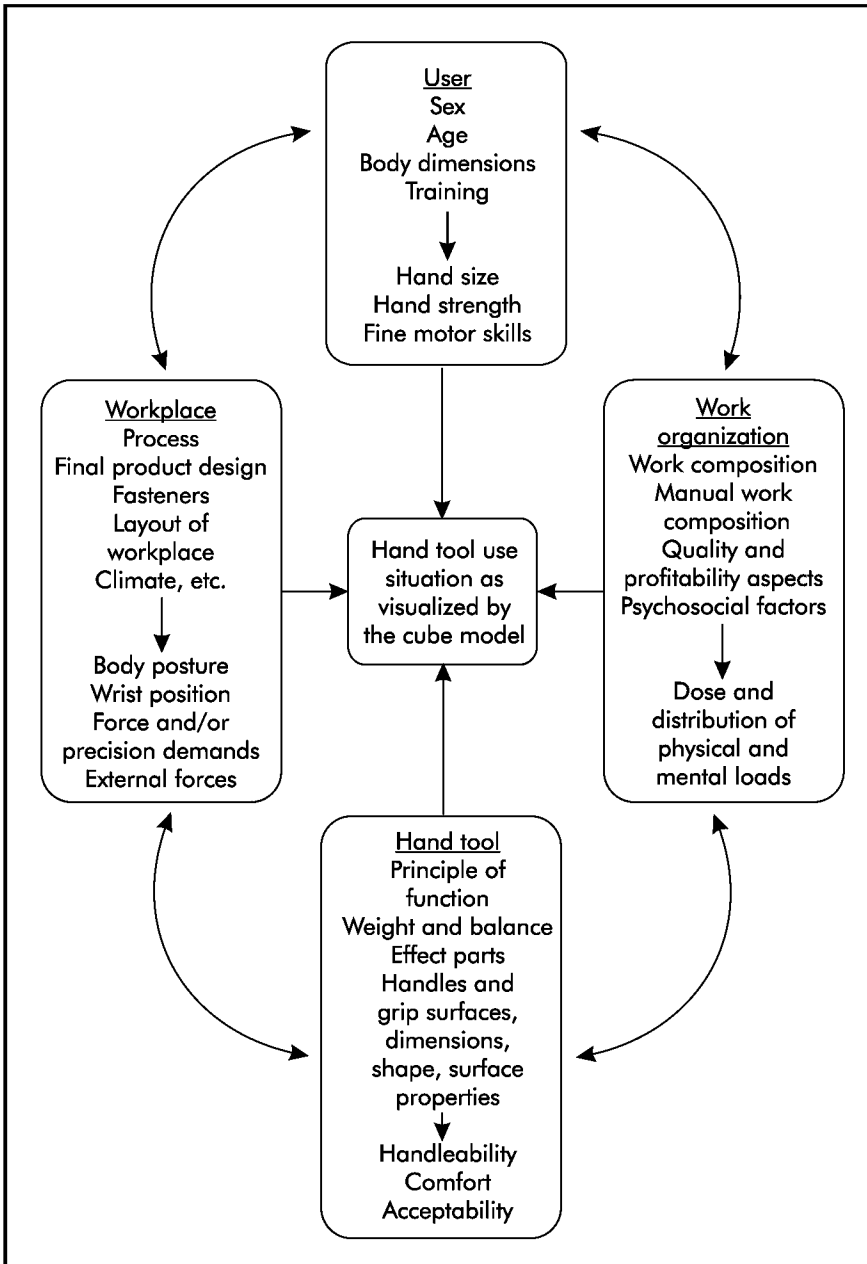 User
Sex
Age
Body dimensions
Training
Hand size
Hand strength
Fine motor skills
Workplace
Process
Final product design
Fasteners
Layout of
workplace
Climate, etc.
Body posture
Wrist position
Force and/or
precision demands
External forces
Hand tool use
situation as
visualized by
the cube model
Work
organization
Work composition
Manual work
composition
Quality and
profitability aspects
Psychosocial factors
Dose and
distribution of
physical and
mental loads
Hand tool
Principle of
function
Weight and balance
Effect parts
Handles and
grip surfaces,
dimensions,
shape, surface
properties
Handleability
Comfort
Acceptability